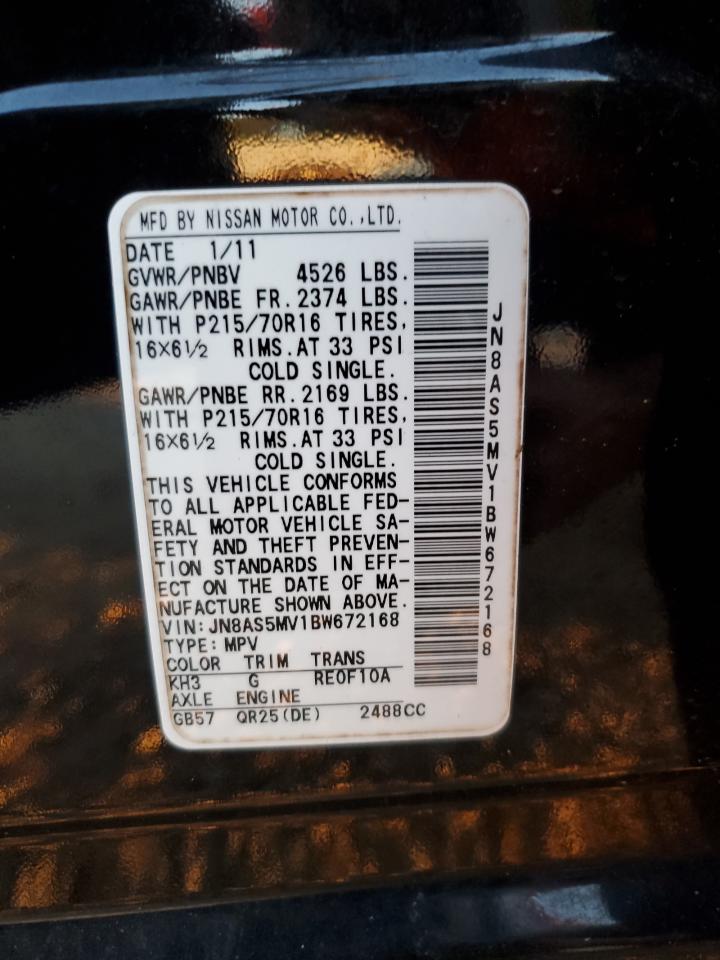 MFD BY NISSAN MOTOR CO.,LTD.
DATE 1/11
GVWR/PNBV 4526 LBS.
GAWR/PNBE FR. 2374 LBS.
WITH P215/70R16 TIRES,
16X6½ RIMS. AT 33 PSI
COLD SINGLE.
GAWR/PNBE RR. 2169 LBS.
WITH P215/70R16 TIRES,
16X6½ RIMS. AT 33 PSI
COLD SINGLE.
THIS VEHICLE CONFORMS
TO ALL APPLICABLE FED-
ERAL MOTOR VEHICLE SA-
FETY AND THEFT PREVEN-
TION STANDARDS IN EFF-
ECT ON THE DATE OF MA-
NUFACTURE SHOWN ABOVE.
VIN: JN8AS5MV1BW672168
TYPE: MPV
COLOR TRIM TRANS
KH3 G RE0F10A
AXLE ENGINE
GB57 QR25(DE) 2488CC
JN8AS5MV1BW672168